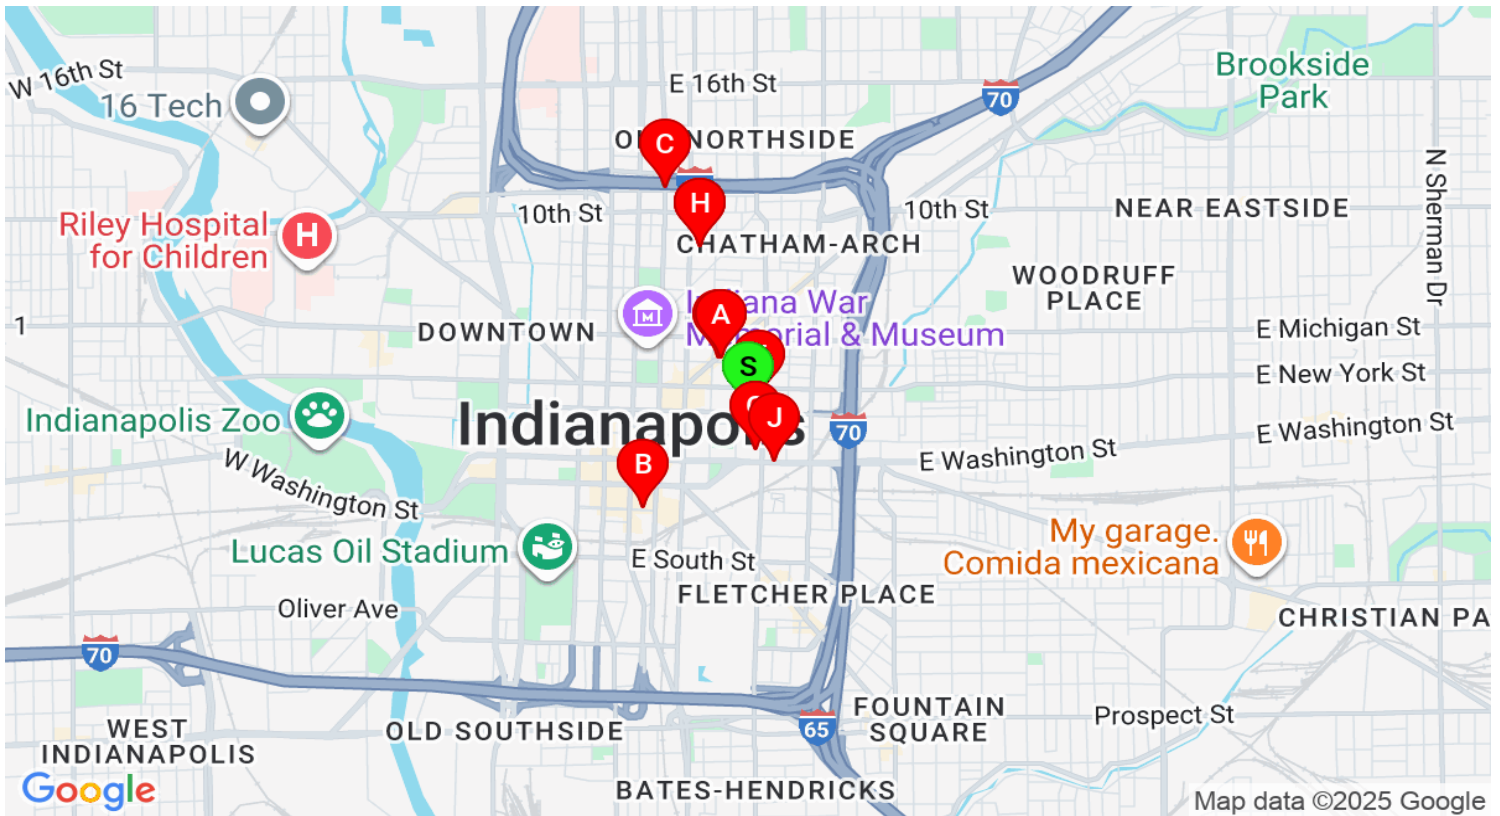 W 16th St
16 Tech
E 16th St
70
Brookside
Park
C
NORTHSIDE
N Sherman Dr
H
10th St
10th St
NEAR EASTSIDE
Riley Hospital
for Children
H
CHATHAM-ARCH
WOODRUFF
PLACE
1
DOWNTOWN
M
A
War
& Museum
E Michigan St
S
E New York St
Indianapolis Zoo
J
70
E Washington St
E Washington St
W Washington St
B
Lucas Oil Stadium
E South St
My garage.
Comida mexicana
Oliver Ave
FLETCHER PLACE
CHRISTIAN PA
70
WEST
INDIANAPOLIS
OLD SOUTHSIDE
65
FOUNTAIN
SQUARE
Prospect St
Google
BATES-HENDRICKS
Map data ©2025 Google